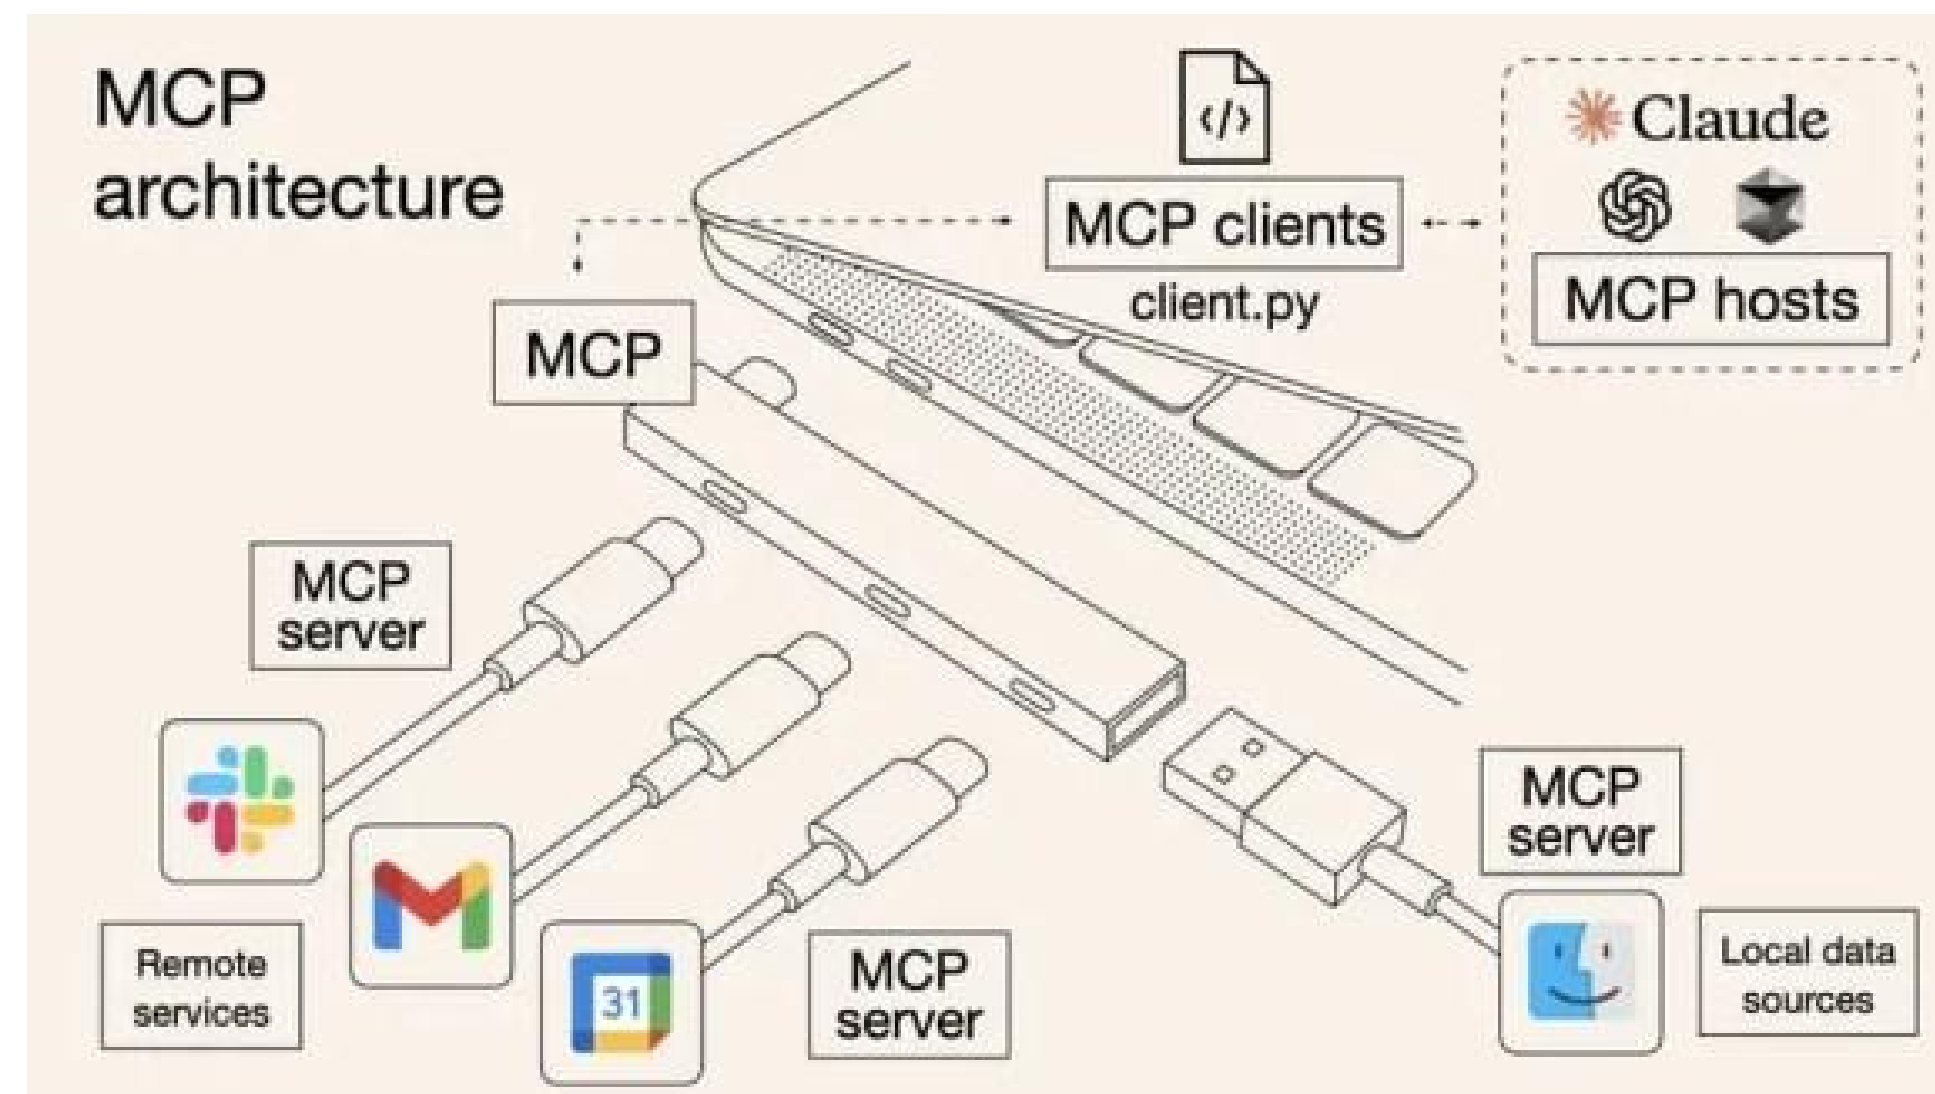 MCP
architecture
</>
MCP clients
client.py
Claude
MCP hosts
MCP
MCP
server
Remote
services
31
MCP
server
MCP
server
Local data
sources